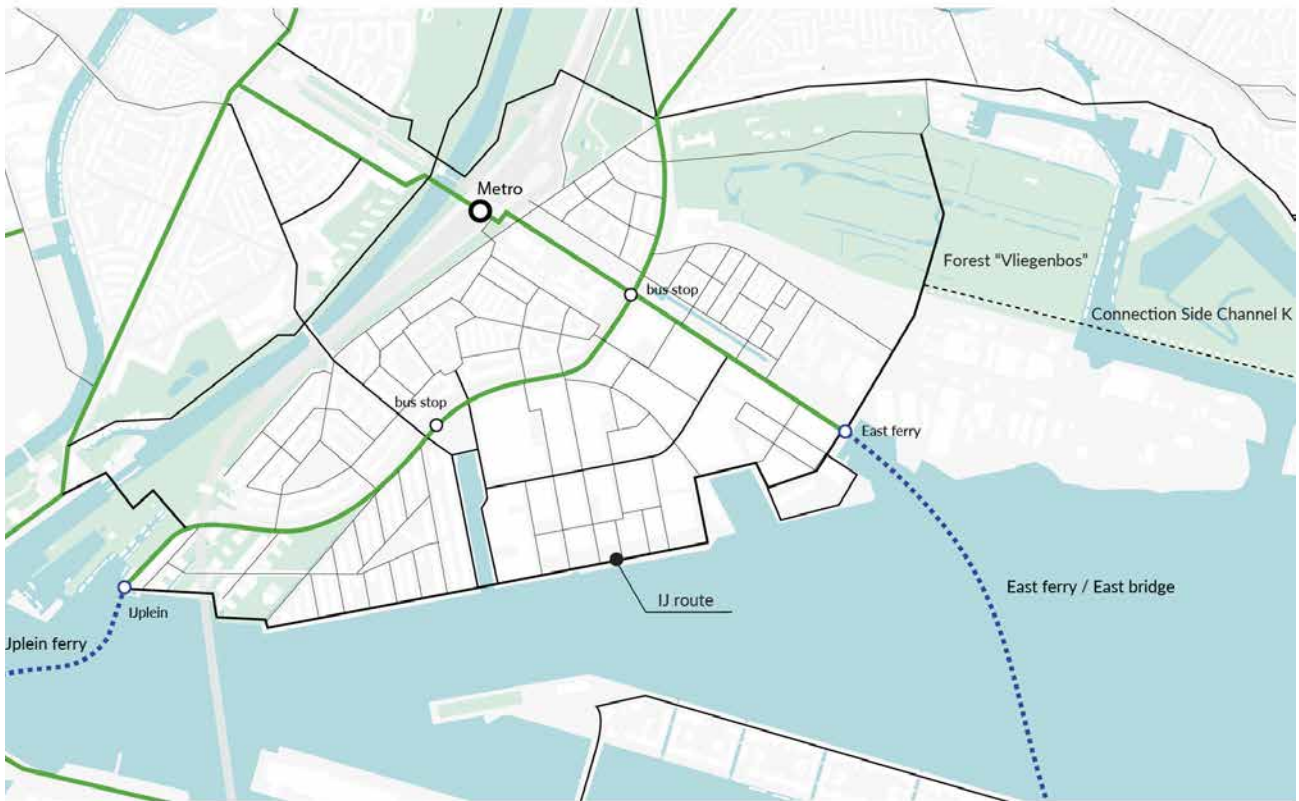 Metro
bus stop
Forest "Vliegenbos"
Connection Side Channel K
bus stop
East ferry
East ferry / East bridge
IJ route
IJplein
Jplein ferry